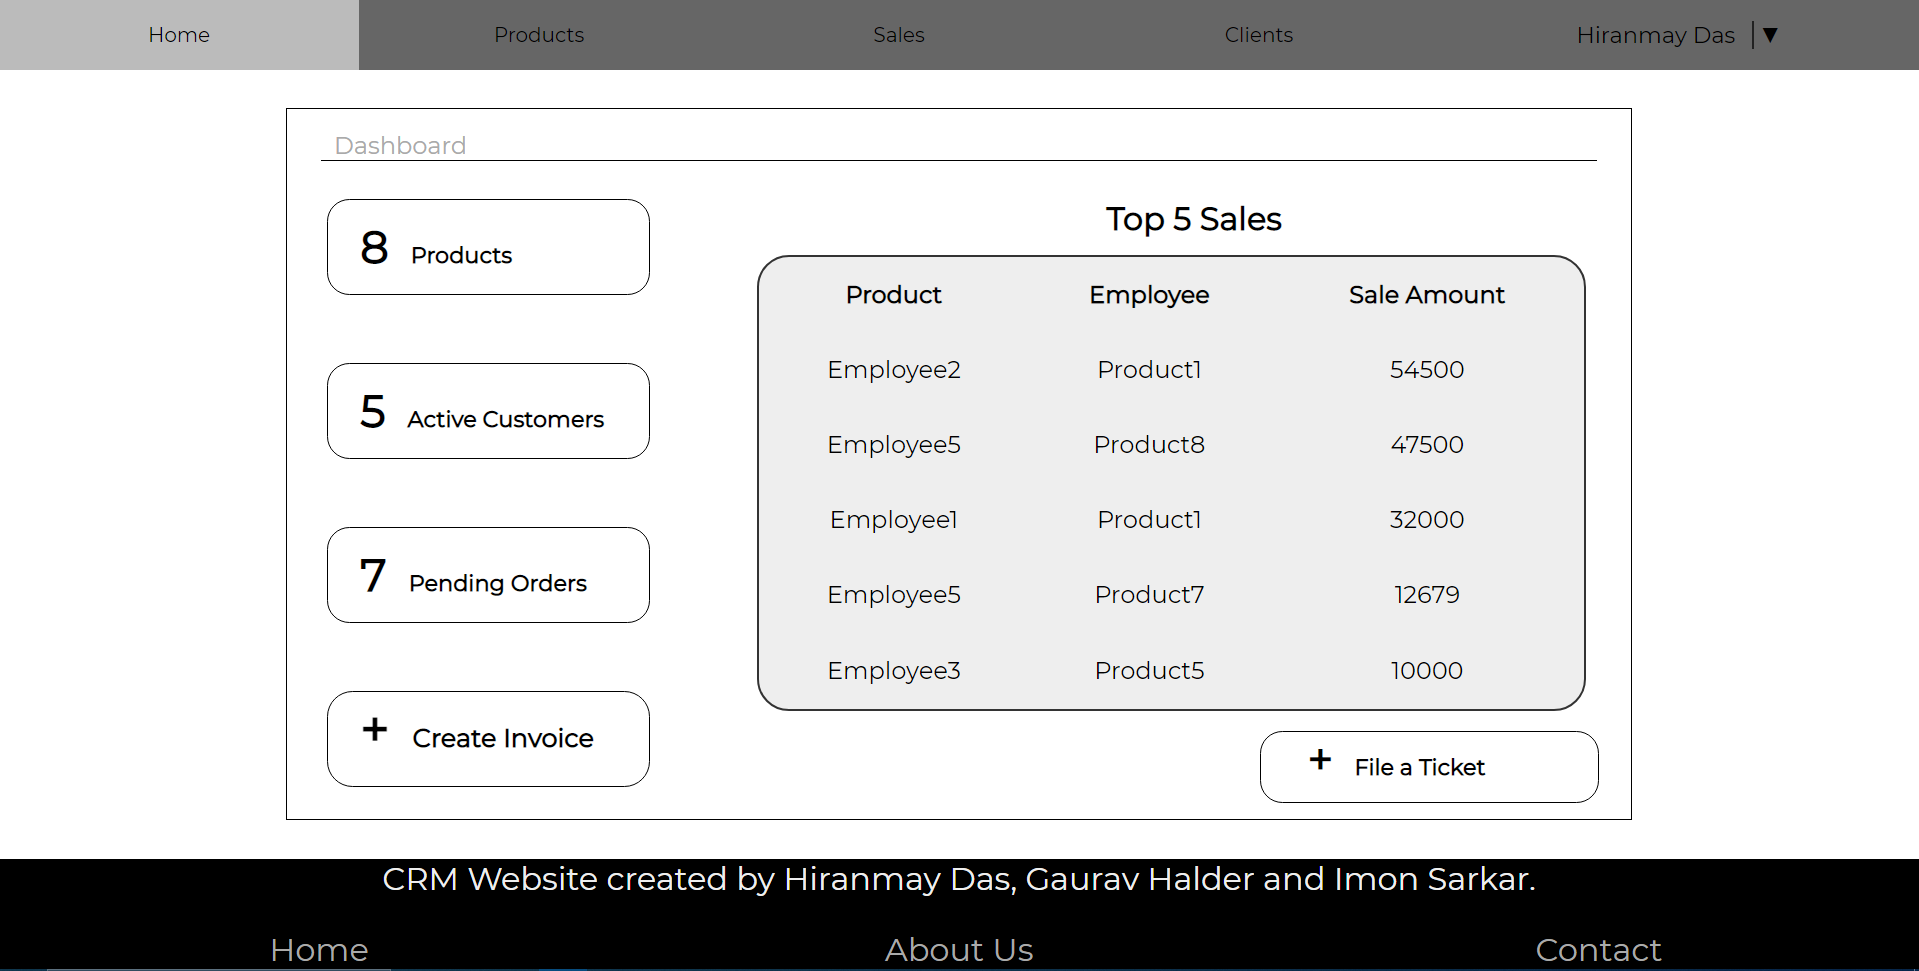 Home Products Sales Clients Hiranmay Das ▼
Dashboard
8 Products
5 Active Customers
7 Pending Orders
+ Create Invoice
Top 5 Sales
Product Employee Sale Amount
Employee2 Product1 54500
Employee5 Product8 47500
Employee1 Product1 32000
Employee5 Product7 12679
Employee3 Product5 10000
+ File a Ticket
CRM Website created by Hiranmay Das, Gaurav Halder and Imon Sarkar.
Home About Us Contact